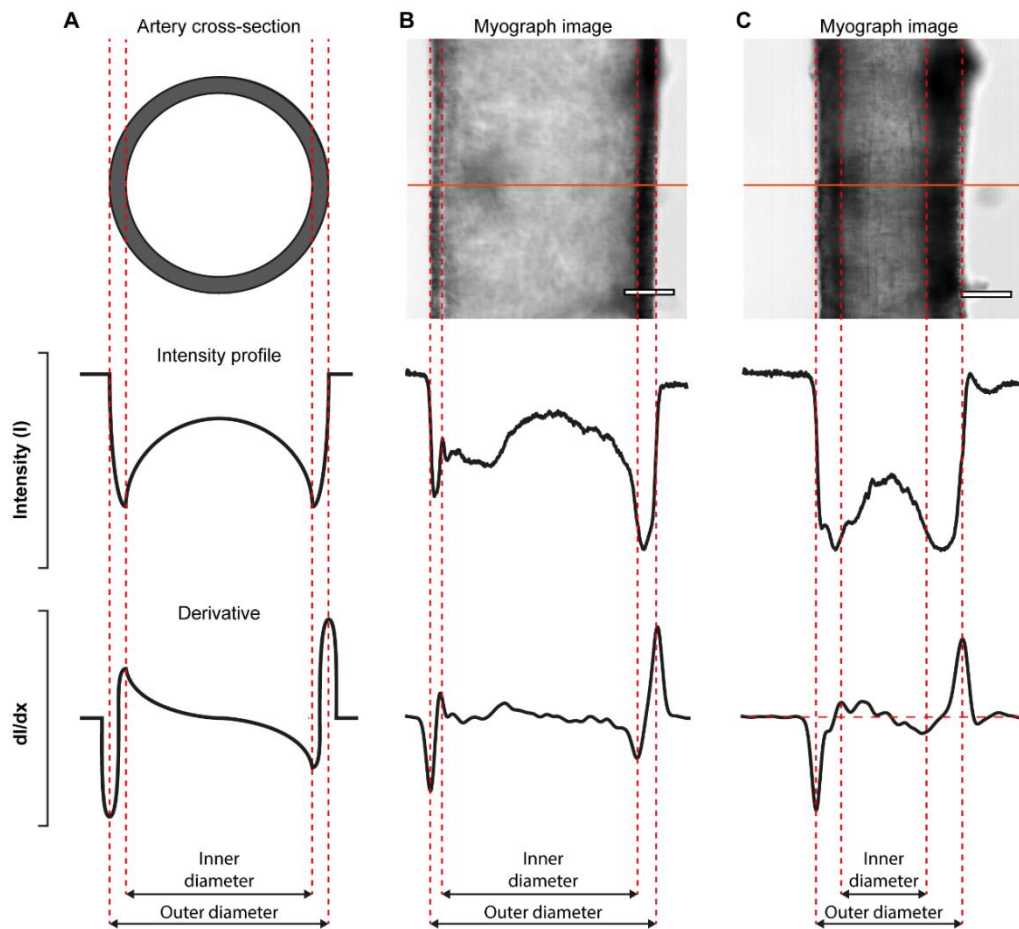 A
Artery cross-section
B
Myograph image
C
Myograph image
Intensity profile
Intensity (I)
Derivative
dI/dx
Inner
diameter
Outer diameter
Inner
diameter
Outer diameter
Inner
diameter
Outer diameter